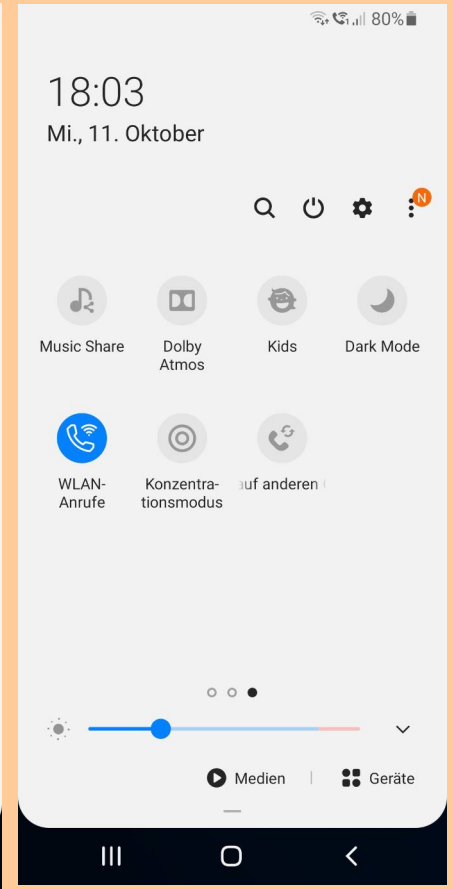 80%
18:03
Mi., 11. Oktober
N
Music Share
Dolby
Atmos
Kids
Dark Mode
WLAN-
Anrufe
Konzentra-
tionsmodus
auf anderen
Medien
Geräte